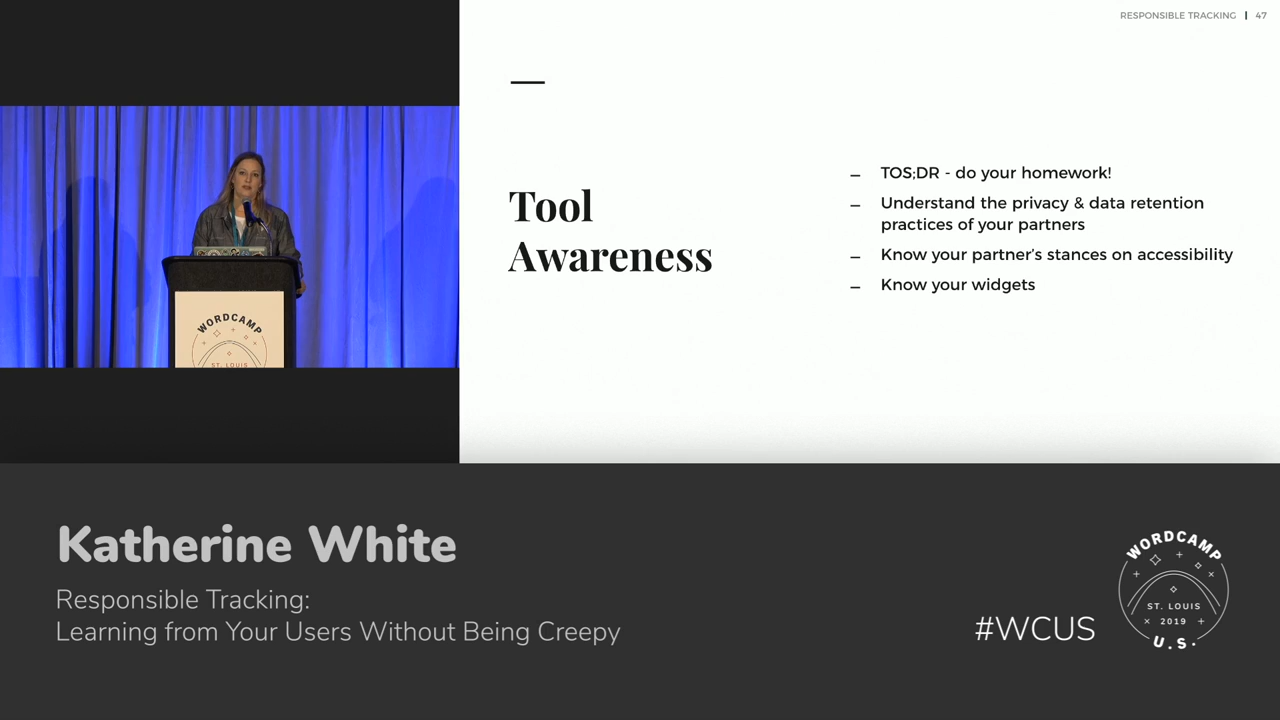 RESPONSIBLE TRACKING | 47
Tool
Awareness
– TOS;DR - do your homework!
– Understand the privacy & data retention
practices of your partners
– Know your partner's stances on accessibility
– Know your widgets
WORDCAMP
ST. LOUIS
Katherine White
Responsible Tracking:
Learning from Your Users Without Being Creepy
#WCUS
WORDCAMP
ST. LOUIS
2019
U.S.